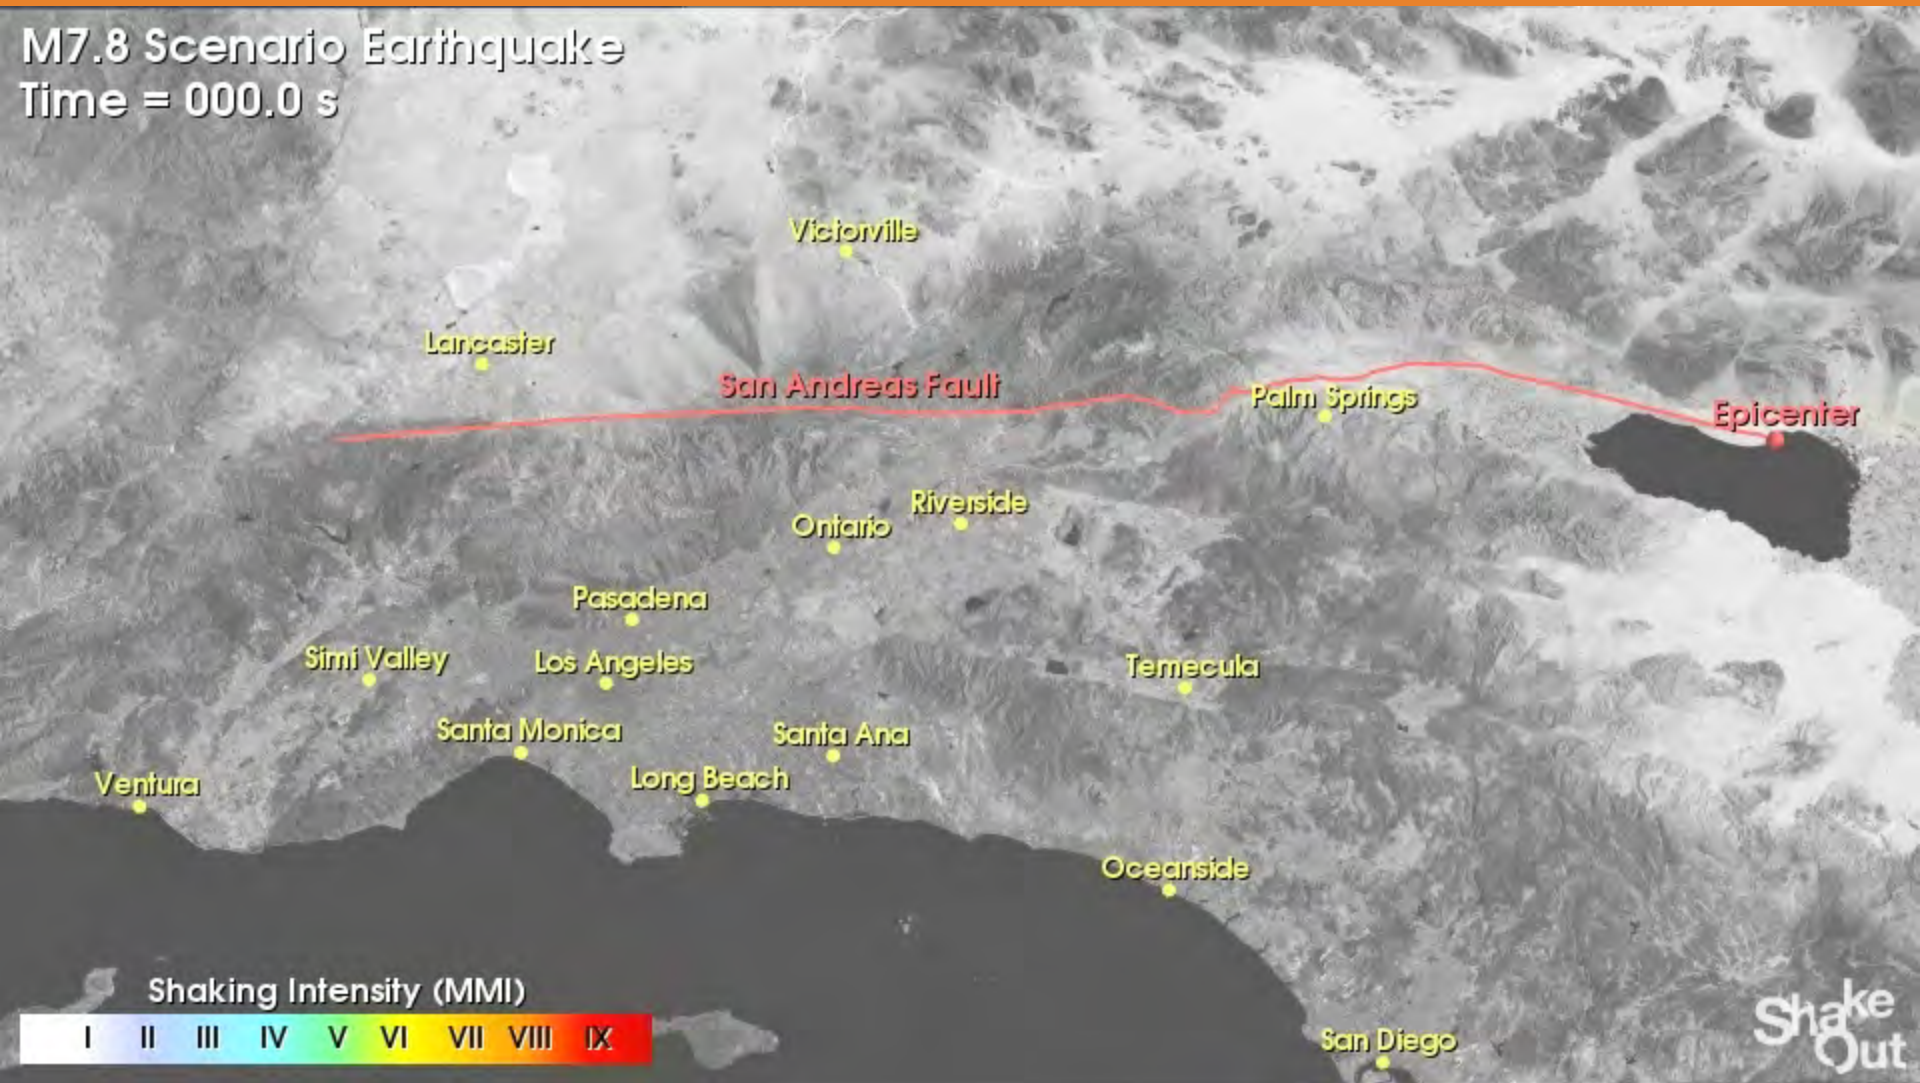 M7.8 Scenario Earthquake
Time = 000.0 s
Victorville
Lancaster
San Andreas Fault
Palm Springs
Epicenter
Riverside
Ontario
Pasadena
Simi Valley
Los Angeles
Temecula
Santa Monica
Santa Ana
Long Beach
Ventura
Oceanside
San Diego
Shaking Intensity (MMI)
I II III IV V VI VII VIII IX
Shake
Out